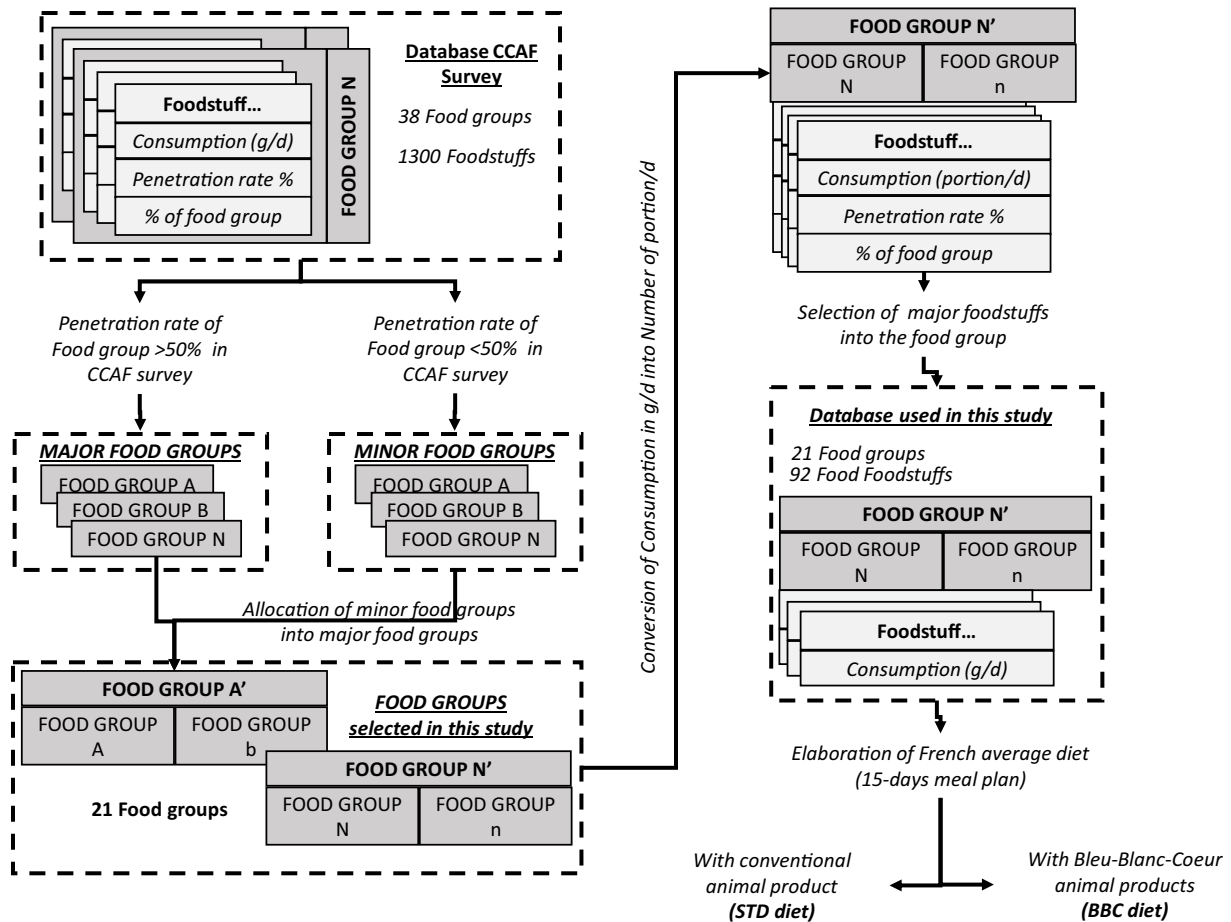 Database CCAF
Survey
38 Food groups
1300 Foodstuffs
Foodstuff...
Consumption (g/d)
Penetration rate %
% of food group
FOOD GROUP N
Penetration rate of
Food group >50% in
CCAF survey
Penetration rate of
Food group <50% in
CCAF survey
MAJOR FOOD GROUPS
FOOD GROUP A
FOOD GROUP B
FOOD GROUP N
MINOR FOOD GROUPS
FOOD GROUP A
FOOD GROUP B
FOOD GROUP N
Allocation of minor food groups
into major food groups
FOOD GROUP A'
FOOD GROUP
A
FOOD GROUP
b
FOOD GROUPS
selected in this study
FOOD GROUP N'
FOOD GROUP
N
FOOD GROUP
n
21 Food groups
Conversion of Consumption in g/d into Number of portion/d
FOOD GROUP N'
FOOD GROUP
N
FOOD GROUP
n
Foodstuff...
Consumption (portion/d)
Penetration rate %
% of food group
Selection of major foodstuffs
into the food group
Database used in this study
21 Food groups
92 Food Foodstuffs
FOOD GROUP N'
FOOD GROUP
N
FOOD GROUP
n
Foodstuff...
Consumption (g/d)
Elaboration of French average diet
(15-days meal plan)
With conventional
animal product
(STD diet)
With Bleu-Blanc-Coeur
animal products
(BBC diet)